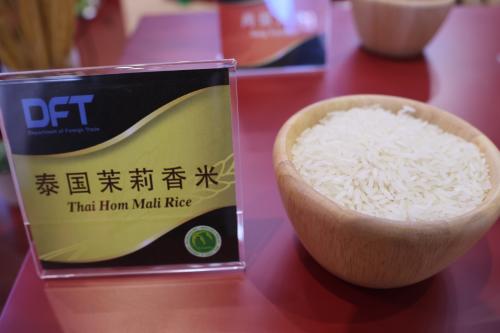 DFT
Department of Foreign Trade
泰国茉莉香米
Thai Hom Mali Rice